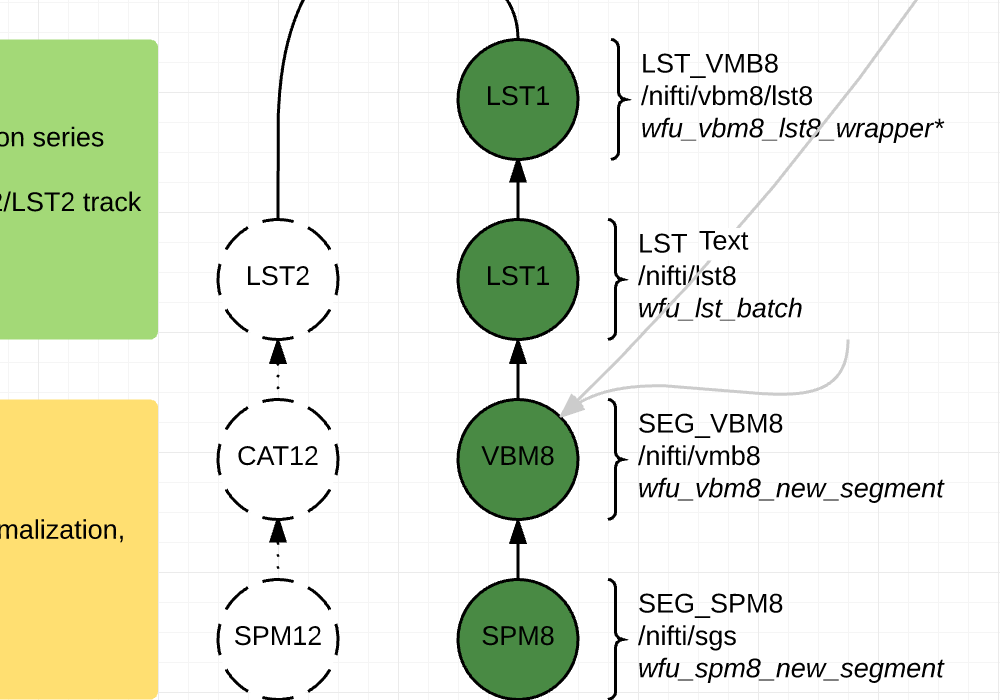 on series
2/LST2 track
malization,
LST2
CAT12
SPM12
LST1
LST1
VBM8
SPM8
LST_VMB8
/nifti/vbm8/lst8
wfu_vbm8_lst8_wrapper*
LST Text
/nifti/lst8
wfu_lst_batch
SEG_VBM8
/nifti/vmb8
wfu_vbm8_new_segment
SEG_SPM8
/nifti/sgs
wfu_spm8_new_segment